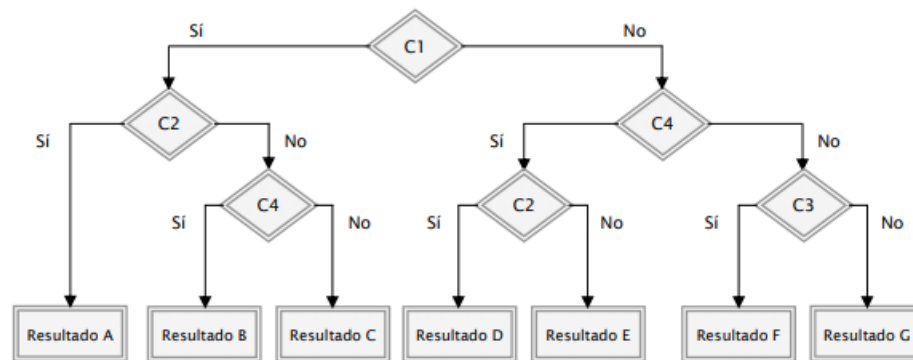 C1
Sí
No
C2
C4
Sí
No
Sí
No
C4
C2
C3
Sí
No
Sí
No
Sí
No
Resultado A
Resultado B
Resultado C
Resultado D
Resultado E
Resultado F
Resultado G